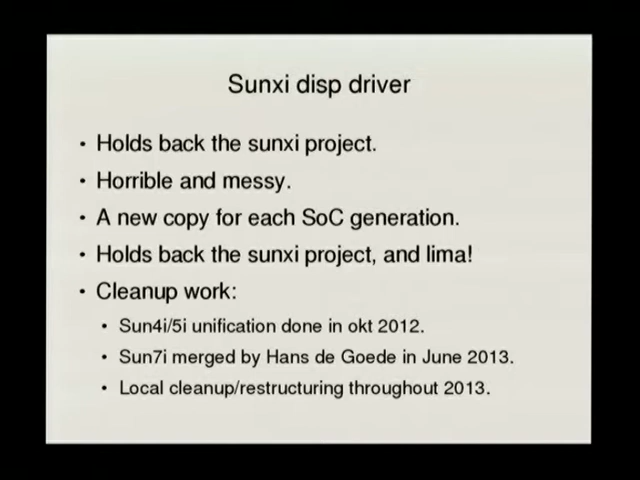 Sunxi disp driver
• Holds back the sunxi project.
• Horrible and messy.
• A new copy for each SoC generation.
• Holds back the sunxi project, and lima!
• Cleanup work:
• Sun4i/5i unification done in okt 2012.
• Sun7i merged by Hans de Goede in June 2013.
• Local cleanup/restructuring throughout 2013.